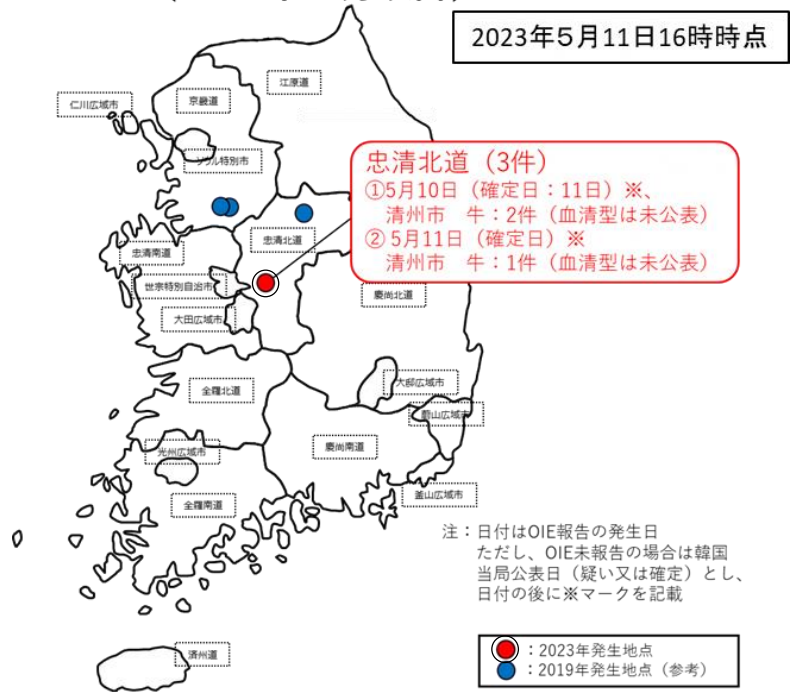 2023年5月11日16時時点
江原道
京畿道
仁川広域市
ソウル特別市
忠清北道（3件）
①5月10日（確定日：11日）※、
清州市　牛：2件（血清型は未公表）
② 5月11日（確定日）※
清州市　牛：1件（血清型は未公表）
忠清北道
忠清南道
世宗特別自治市
慶尚北道
大田広域市
大邱広域市
全羅北道
蔚山広域市
慶尚南道
光州広域市
釜山広域市
全羅南道
注：日付はOIE報告の発生日
ただし、OIE未報告の場合は韓国
当局公表日（疑い又は確定）とし、
日付の後に※マークを記載
済州道
：2023年発生地点
：2019年発生地点（参考）